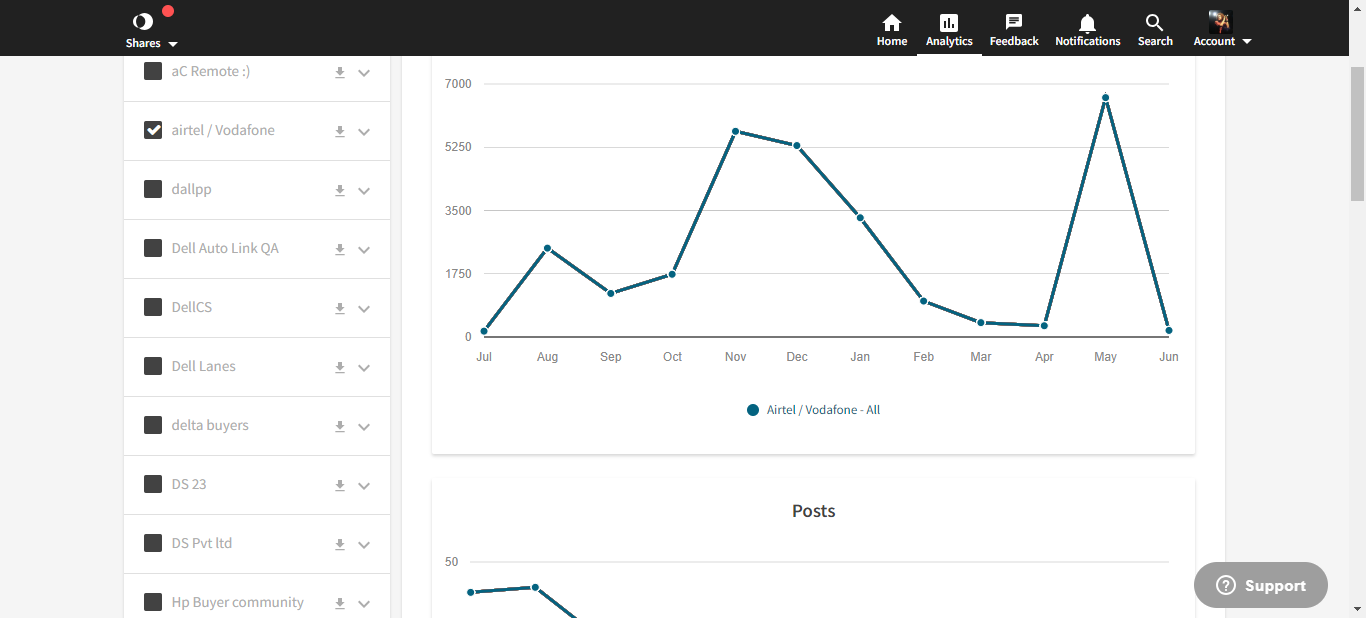 Shares
Home
Analytics
Feedback
Notifications
Search
Account
aC Remote :)
airtel / Vodafone
dallpp
Dell Auto Link QA
DellCS
Dell Lanes
delta buyers
DS 23
DS Pvt ltd
Hp Buyer community
7000
5250
3500
1750
0
Jul Aug Sep Oct Nov Dec Jan Feb Mar Apr May Jun
Airtel / Vodafone - All
Posts
50
Support